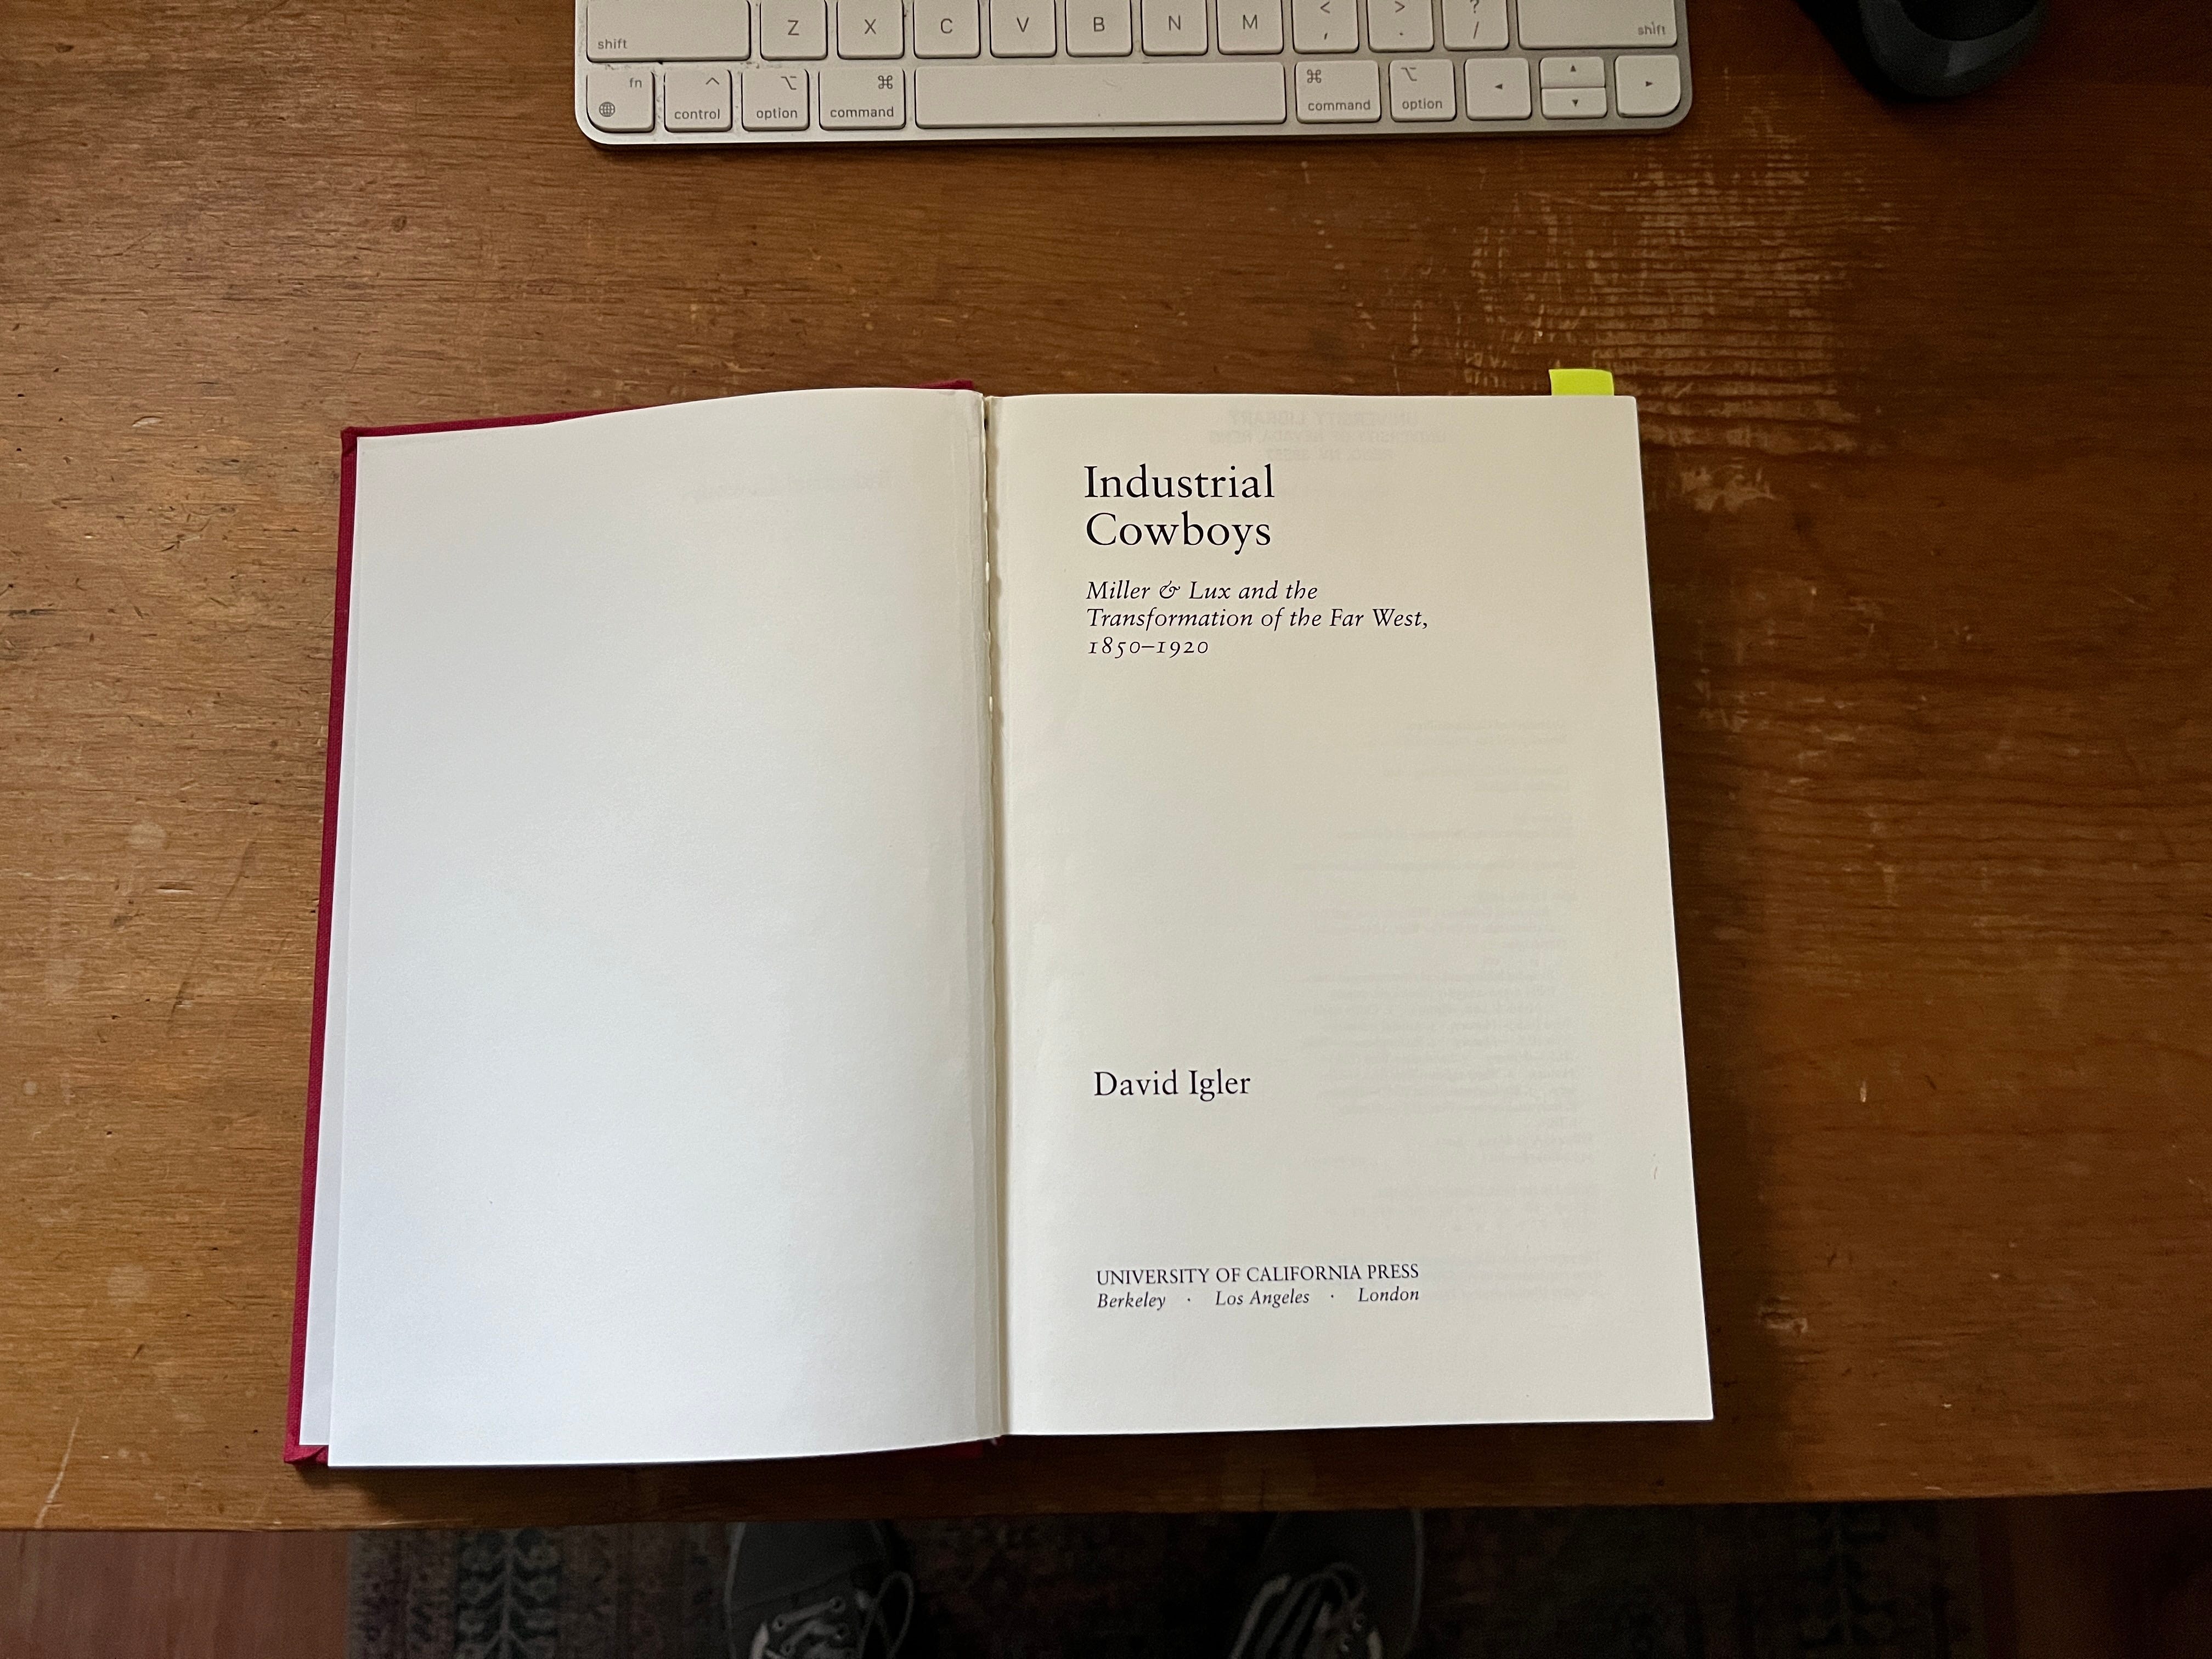 shift
Z
X
C
V
B
N
M
<
,
>
.
?
/
shift
fn
control
option
⌘
command
⌘
command
option
Industrial
Cowboys
Miller & Lux and the
Transformation of the Far West,
1850–1920
David Igler
UNIVERSITY OF CALIFORNIA PRESS
Berkeley · Los Angeles · London